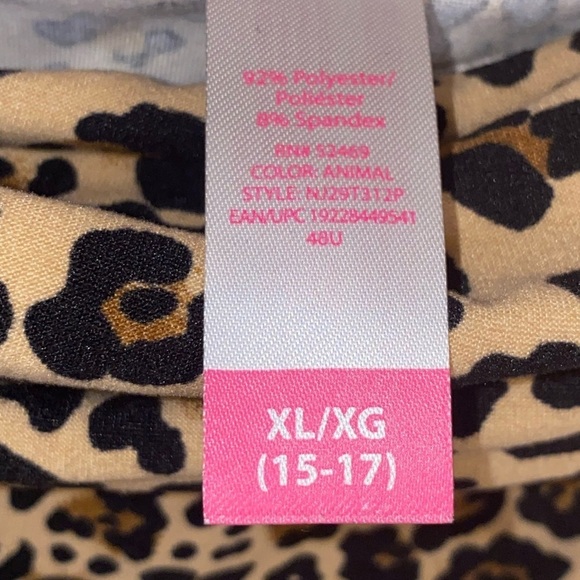 92% Polyester/
Poliéster
8% Spandex
RN# 52469
COLOR: ANIMAL
STYLE: NJ29T312P
EAN/UPC 19228449541
48U
XL/XG
(15-17)